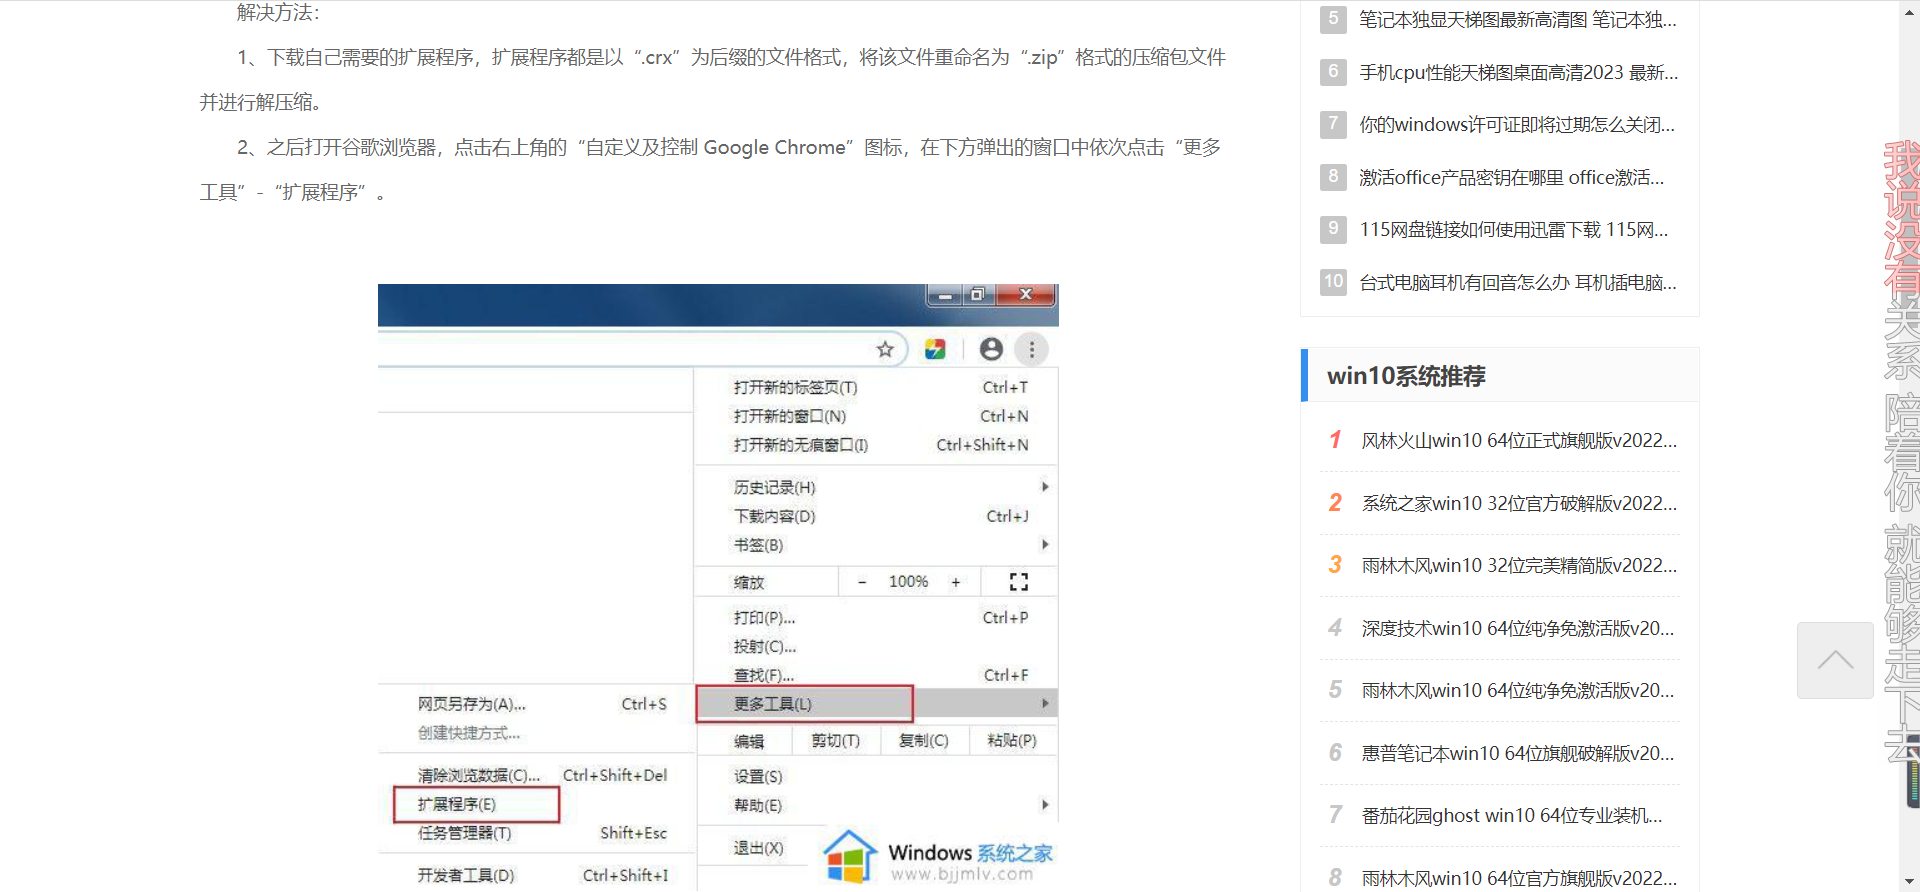 解决方法：
1、下载自己需要的扩展程序，扩展程序都是以“.crx”为后缀的文件格式，将该文件重命名为“.zip”格式的压缩包文件
并进行解压缩。
2、之后打开谷歌浏览器，点击右上角的“自定义及控制 Google Chrome”图标，在下方弹出的窗口中依次点击“更多
工具”-“扩展程序”。
打开新的标签页(T) Ctrl+T
打开新的窗口(N) Ctrl+N
打开新的无痕窗口(I) Ctrl+Shift+N
历史记录(H)
下载内容(D) Ctrl+J
书签(B)
缩放 - 100% +
打印(P)... Ctrl+P
投射(C)...
查找(F)... Ctrl+F
更多工具(L)
编辑 剪切(T) 复制(C) 粘贴(P)
设置(S)
帮助(E)
退出(X)
网页另存为(A)... Ctrl+S
创建快捷方式...
清除浏览数据(C)... Ctrl+Shift+Del
扩展程序(E)
任务管理器(T) Shift+Esc
开发者工具(D) Ctrl+Shift+I
Windows 系统之家
www.bjjmlv.com
5 笔记本独显天梯图最新高清图 笔记本独...
6 手机cpu性能天梯图桌面高清2023 最新...
7 你的windows许可证即将过期怎么关闭...
8 激活office产品密钥在哪里 office激活...
9 115网盘链接如何使用迅雷下载 115网...
10 台式电脑耳机有回音怎么办 耳机插电脑...
win10系统推荐
1 风林火山win10 64位正式旗舰版v2022...
2 系统之家win10 32位官方破解版v2022...
3 雨林木风win10 32位完美精简版v2022...
4 深度技术win10 64位纯净免激活版v20...
5 雨林木风win10 64位纯净免激活版v20...
6 惠普笔记本win10 64位旗舰破解版v20...
7 番茄花园ghost win10 64位专业装机...
8 雨林木风win10 64位官方旗舰版v2022...
我说没有关系 陪着你 就能够走下去